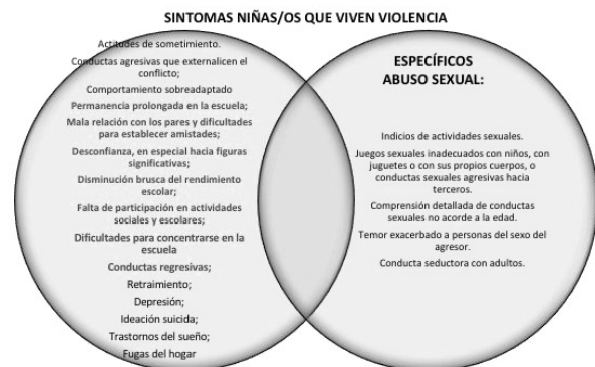 SINTOMAS NIÑAS/OS QUE VIVEN VIOLENCIA
Actitudes de sometimiento.
Conductas agresivas que externalicen el
conflicto;
Comportamiento sobreadaptado
Permanencia prolongada en la escuela;
Mala relación con los pares y dificultades
para establecer amistades;
Desconfianza, en especial hacia figuras
significativas;
Disminución brusca del rendimiento
escolar;
Falta de participación en actividades
sociales y escolares;
Dificultades para concentrarse en la
escuela
Conductas regresivas;
Retraimiento;
Depresión;
Ideación suicida;
Trastornos del sueño;
Fugas del hogar
ESPECÍFICOS
ABUSO SEXUAL:
Indicios de actividades sexuales.
Juegos sexuales inadecuados con niños, con
juguetes o con sus propios cuerpos, o
conductas sexuales agresivas hacia
terceros.
Comprensión detallada de conductas
sexuales no acorde a la edad.
Temor exacerbado a personas del sexo del
agresor.
Conducta seductora con adultos.